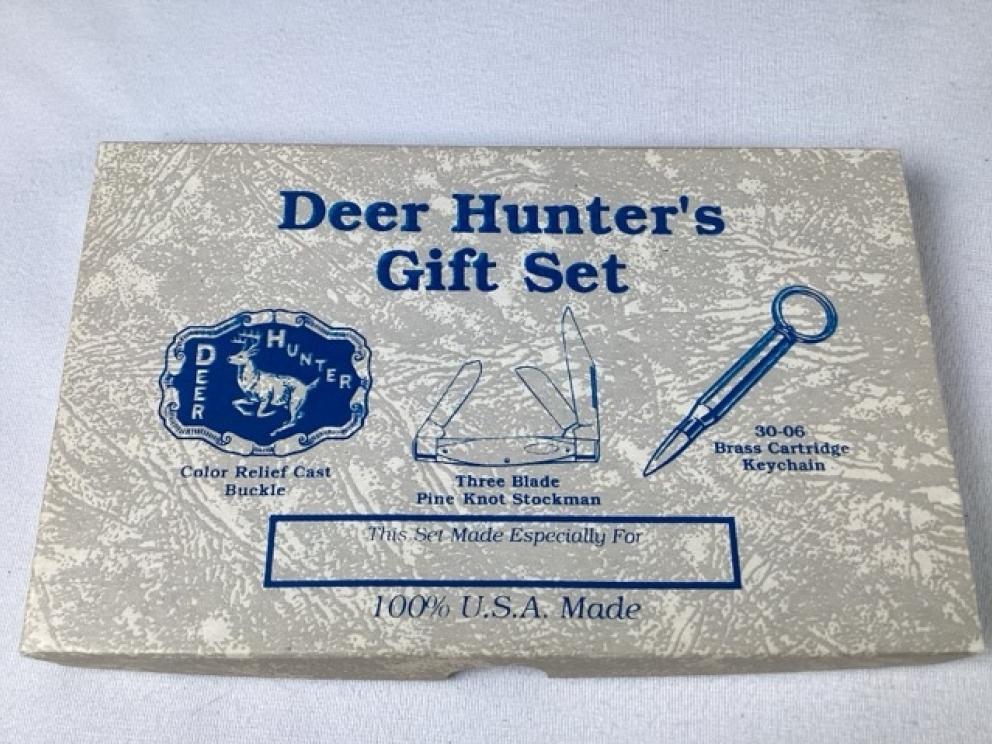 Deer Hunter's
Gift Set
DEER
HUNTER
Color Relief Cast
Buckle
Three Blade
Pine Knot Stockman
30-06
Brass Cartridge
Keychain
This Set Made Especially For
100% U.S.A. Made